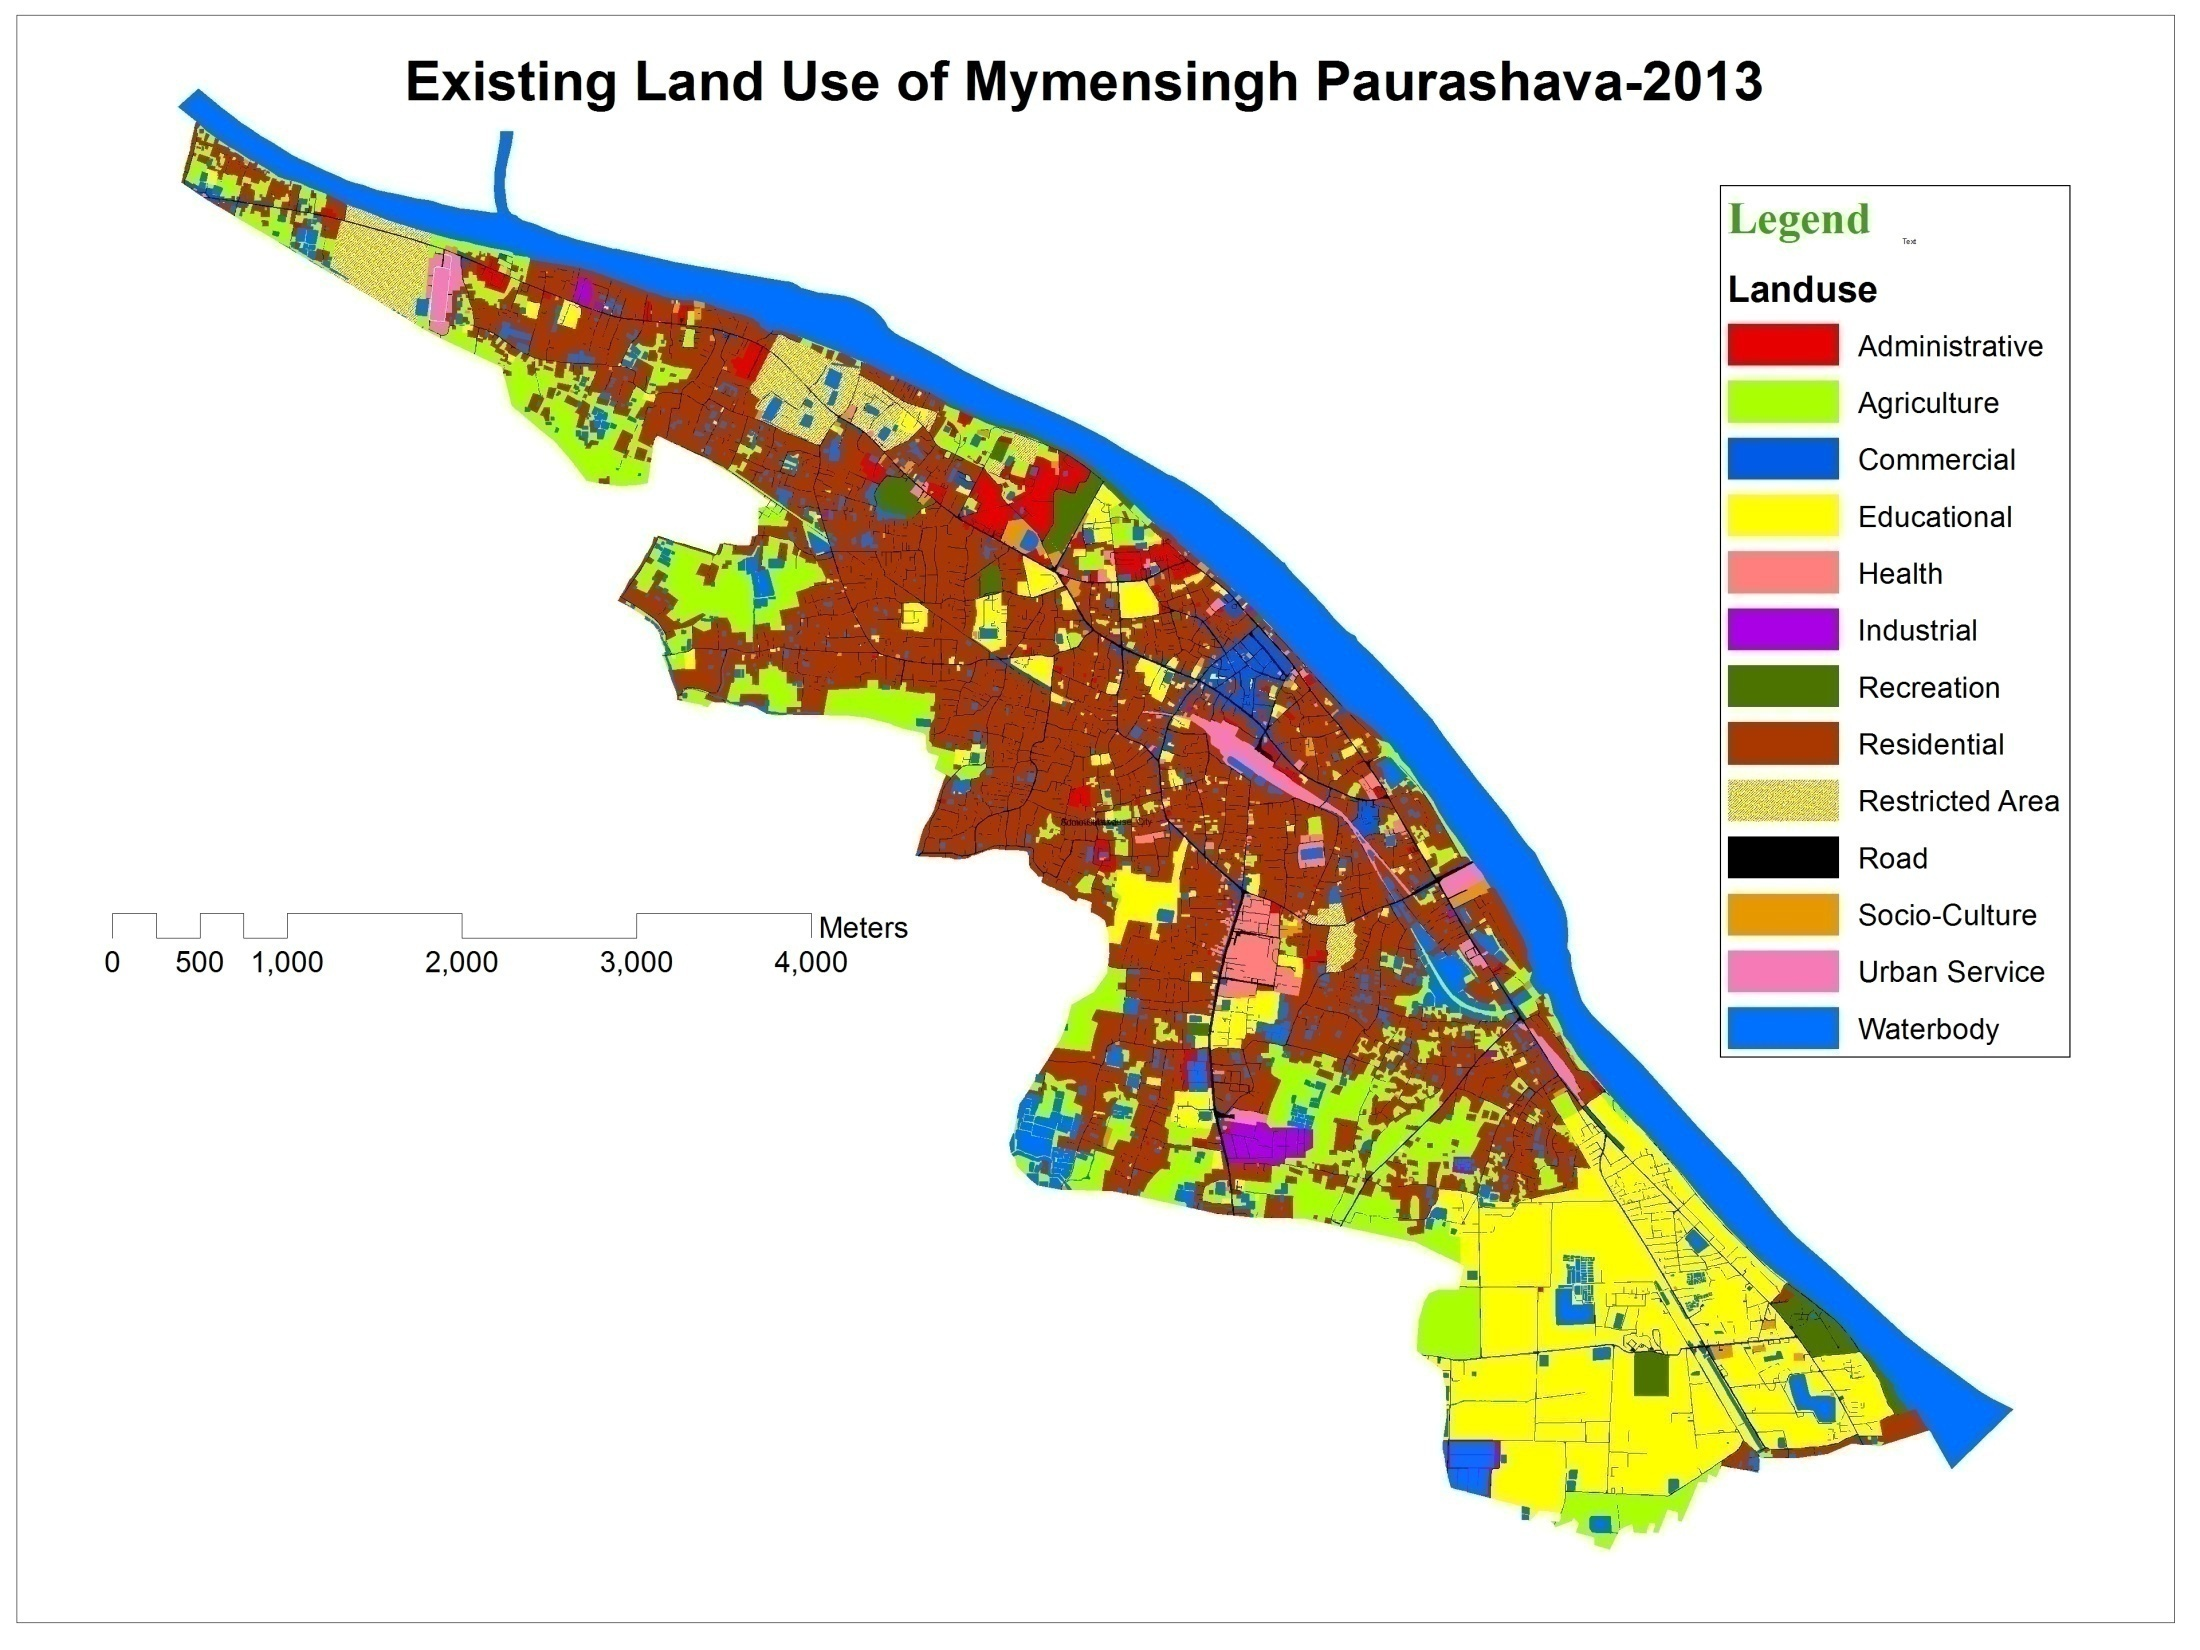 Existing Land Use of Mymensingh Paurashava-2013
Legend
Text
Landuse
Administrative
Agriculture
Commercial
Educational
Health
Industrial
Recreation
Residential
Restricted Area
Road
Socio-Culture
Urban Service
Waterbody
Meters
0 500 1,000 2,000 3,000 4,000